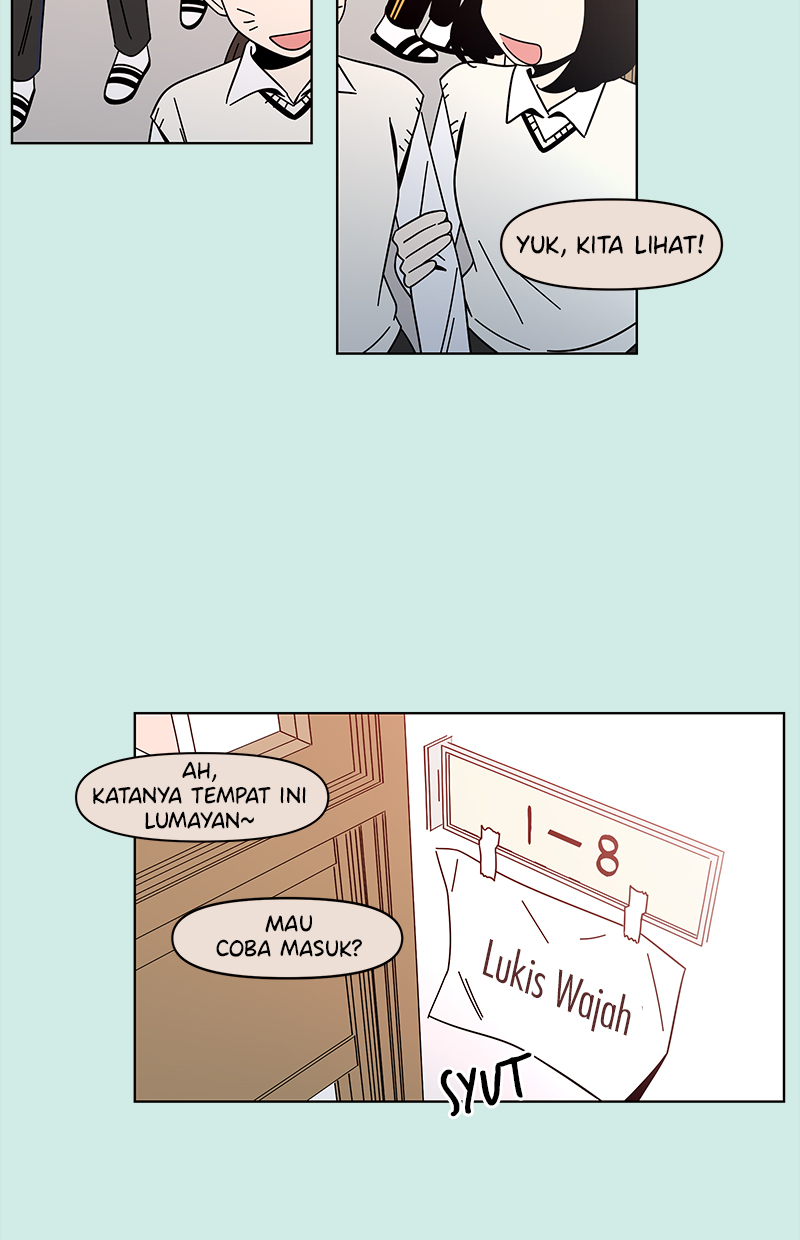 YUK, KITA LIHAT!
AH,
KATANYA TEMPAT INI
LUMAYAN~
1-8
MAU
COBA MASUK?
Lukis Wajah
SYUT